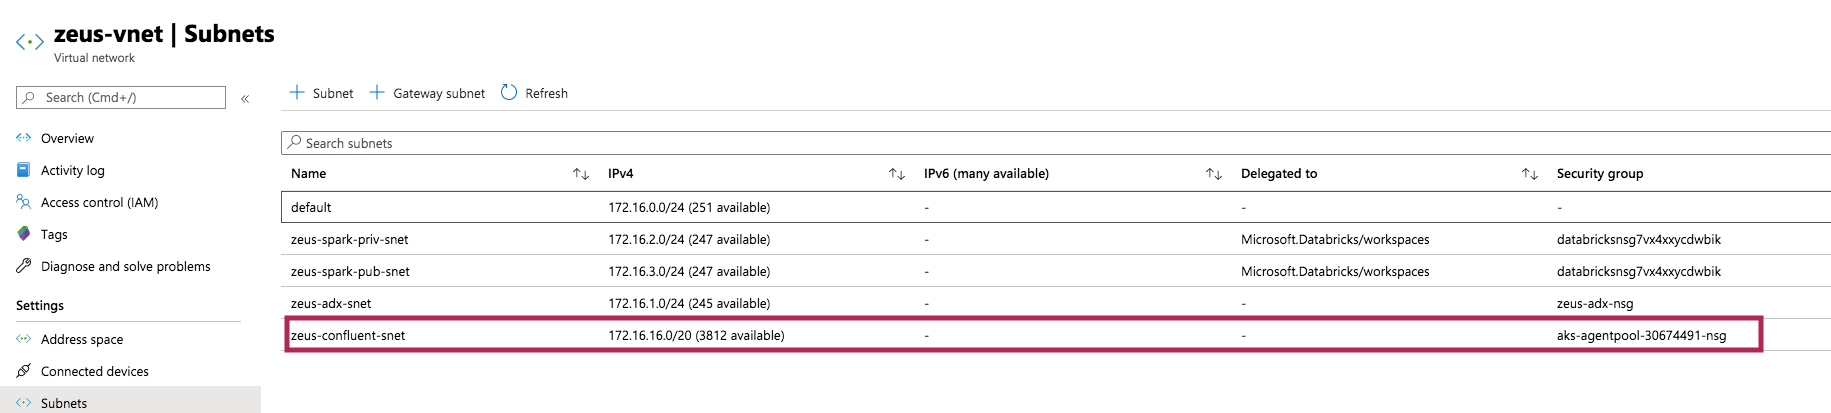 zeus-vnet | Subnets
Virtual network
Search (Cmd+/)
«
Overview
Activity log
Access control (IAM)
Tags
Diagnose and solve problems
Settings
Address space
Connected devices
Subnets
+ Subnet + Gateway subnet Refresh
Search subnets
Name ↑↓ IPv4 ↑↓ IPv6 (many available) ↑↓ Delegated to ↑↓ Security group
default 172.16.0.0/24 (251 available) - - -
zeus-spark-priv-snet 172.16.2.0/24 (247 available) - Microsoft.Databricks/workspaces databricksnsg7vx4xxycdwbik
zeus-spark-pub-snet 172.16.3.0/24 (247 available) - Microsoft.Databricks/workspaces databricksnsg7vx4xxycdwbik
zeus-adx-snet 172.16.1.0/24 (245 available) - - zeus-adx-nsg
zeus-confluent-snet 172.16.16.0/20 (3812 available) - - aks-agentpool-30674491-nsg